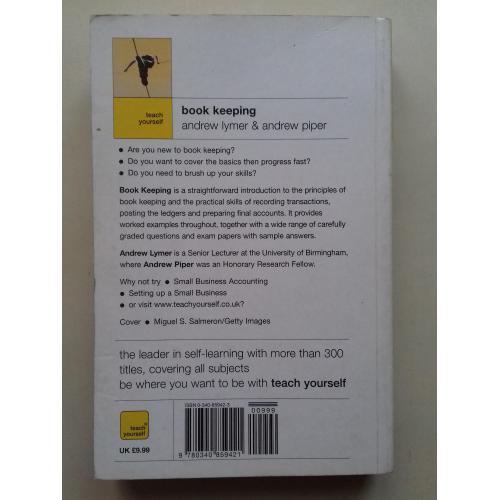 teach
yourself
book keeping
andrew lymer & andrew piper
● Are you new to book keeping?
● Do you want to cover the basics then progress fast?
● Do you need to brush up your skills?
Book Keeping is a straightforward introduction to the principles of
book keeping and the practical skills of recording transactions,
posting the ledgers and preparing final accounts. It provides
worked examples throughout, together with a wide range of carefully
graded questions and exam papers with sample answers.
Andrew Lymer is a Senior Lecturer at the University of Birmingham,
where Andrew Piper was an Honorary Research Fellow.
Why not try ● Small Business Accounting
● Setting up a Small Business
● or visit www.teachyourself.co.uk?
Cover ● Miguel S. Salmeron/Getty Images
the leader in self-learning with more than 300
titles, covering all subjects
be where you want to be with teach yourself
ISBN 0-340-85942-3
00999
teach
yourself
UK £9.99
9 780340 859421